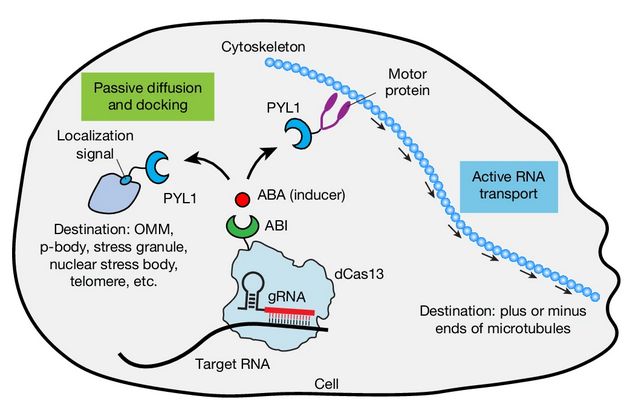 Cytoskeleton
Passive diffusion
and docking
Motor
protein
PYL1
Localization
signal
PYL1
ABA (inducer)
ABI
Active RNA
transport
Destination: OMM,
p-body, stress granule,
nuclear stress body,
telomere, etc.
dCas13
gRNA
Destination: plus or minus
ends of microtubules
Target RNA
Cell